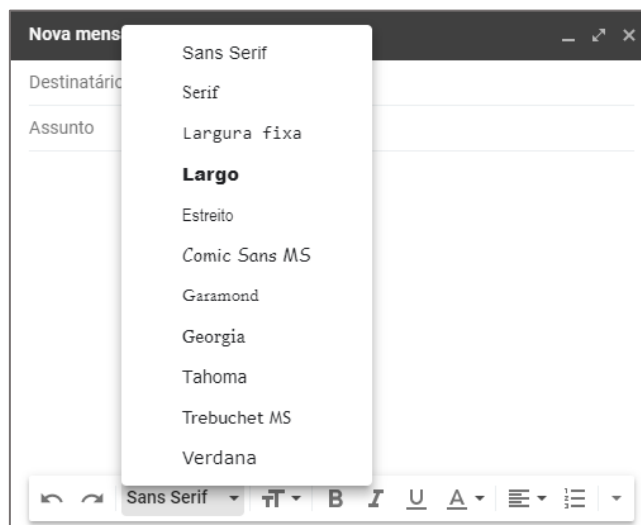 Nova mens
Destinatário
Assunto
Sans Serif
Serif
Largura fixa
Largo
Estreito
Comic Sans MS
Garamond
Georgia
Tahoma
Trebuchet MS
Verdana
Sans Serif
B I U A